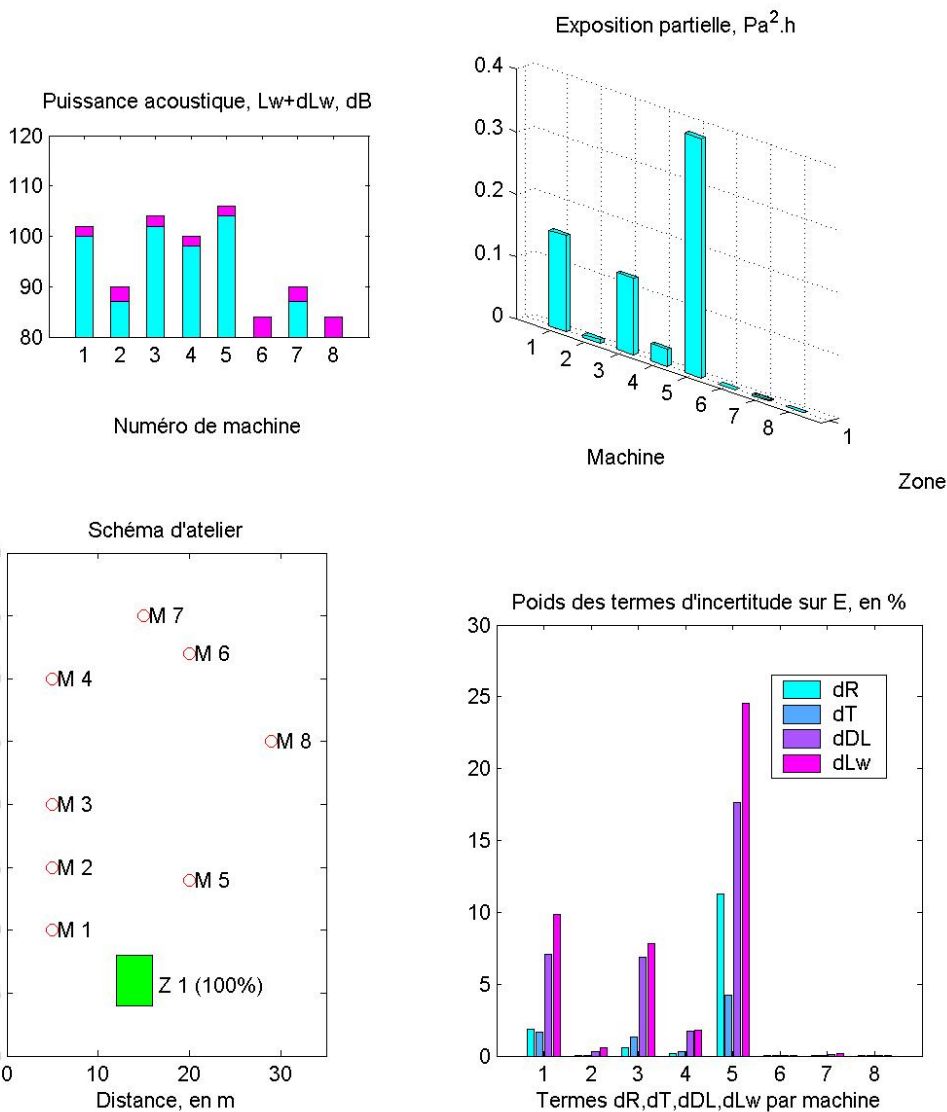 Puissance acoustique, Lw+dLw, dB
120
110
100
90
80
1 2 3 4 5 6 7 8
Numéro de machine
Exposition partielle, Pa².h
0.4
0.3
0.2
0.1
0
1
2
3
4
5
6
7
8
1
Machine
Zone
Schéma d'atelier
M 7
M 6
M 4
M 8
M 3
M 2
M 5
M 1
Z 1 (100%)
0 10 20 30
Distance, en m
Poids des termes d'incertitude sur E, en %
30
25
20
15
10
5
0
dR
dT
dDL
dLw
1 2 3 4 5 6 7 8
Termes dR,dT,dDL,dLw par machine